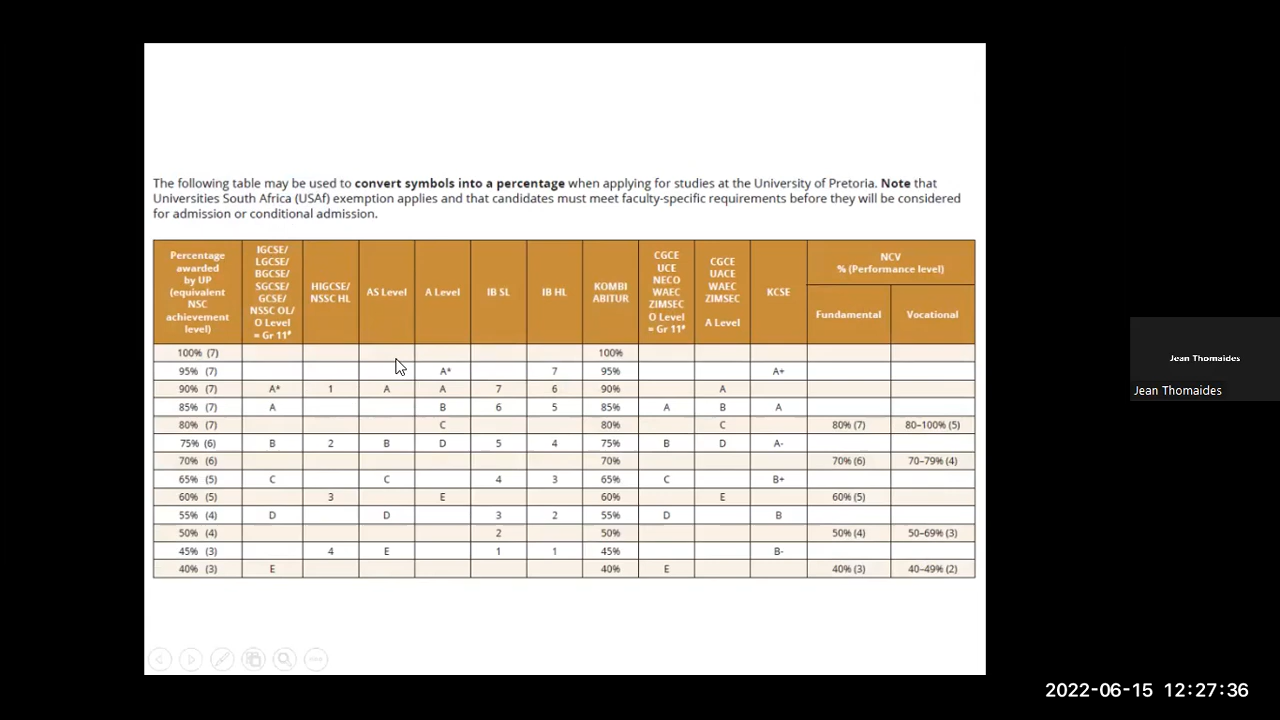 The following table may be used to convert symbols into a percentage when applying for studies at the University of Pretoria. Note that
Universities South Africa (USAf) exemption applies and that candidates must meet faculty-specific requirements before they will be considered
for admission or conditional admission.
Percentage awarded by UP (equivalent NSC achievement level) IGCSE/ LGCSE/ BGCSE/ SGCSE/ GCSE/ NSSC OL/ O Level = Gr 11# HIGCSE/ NSSC HL AS Level A Level IB SL IB HL KOMBI ABITUR CGCE UCE NECO WAEC ZIMSEC O Level = Gr 11# CGCE UACE WAEC ZIMSEC A Level KCSE NCV % (Performance level)
Fundamental Vocational
100% (7) 100%
95% (7) A* 7 95% A+
90% (7) A* 1 A A 7 6 90% A
85% (7) A B 6 5 85% A B A
80% (7) C 80% C 80% (7) 80–100% (5)
75% (6) B 2 B D 5 4 75% B D A-
70% (6) 70% 70% (6) 70–79% (4)
65% (5) C C 4 3 65% C B+
60% (5) 3 E 60% E 60% (5)
55% (4) D D 3 2 55% D B
50% (4) 2 50% 50% (4) 50–69% (3)
45% (3) 4 E 1 1 45% B-
40% (3) E 40% E 40% (3) 40–49% (2)
Jean Thomaides
Jean Thomaides
2022-06-15 12:27:36